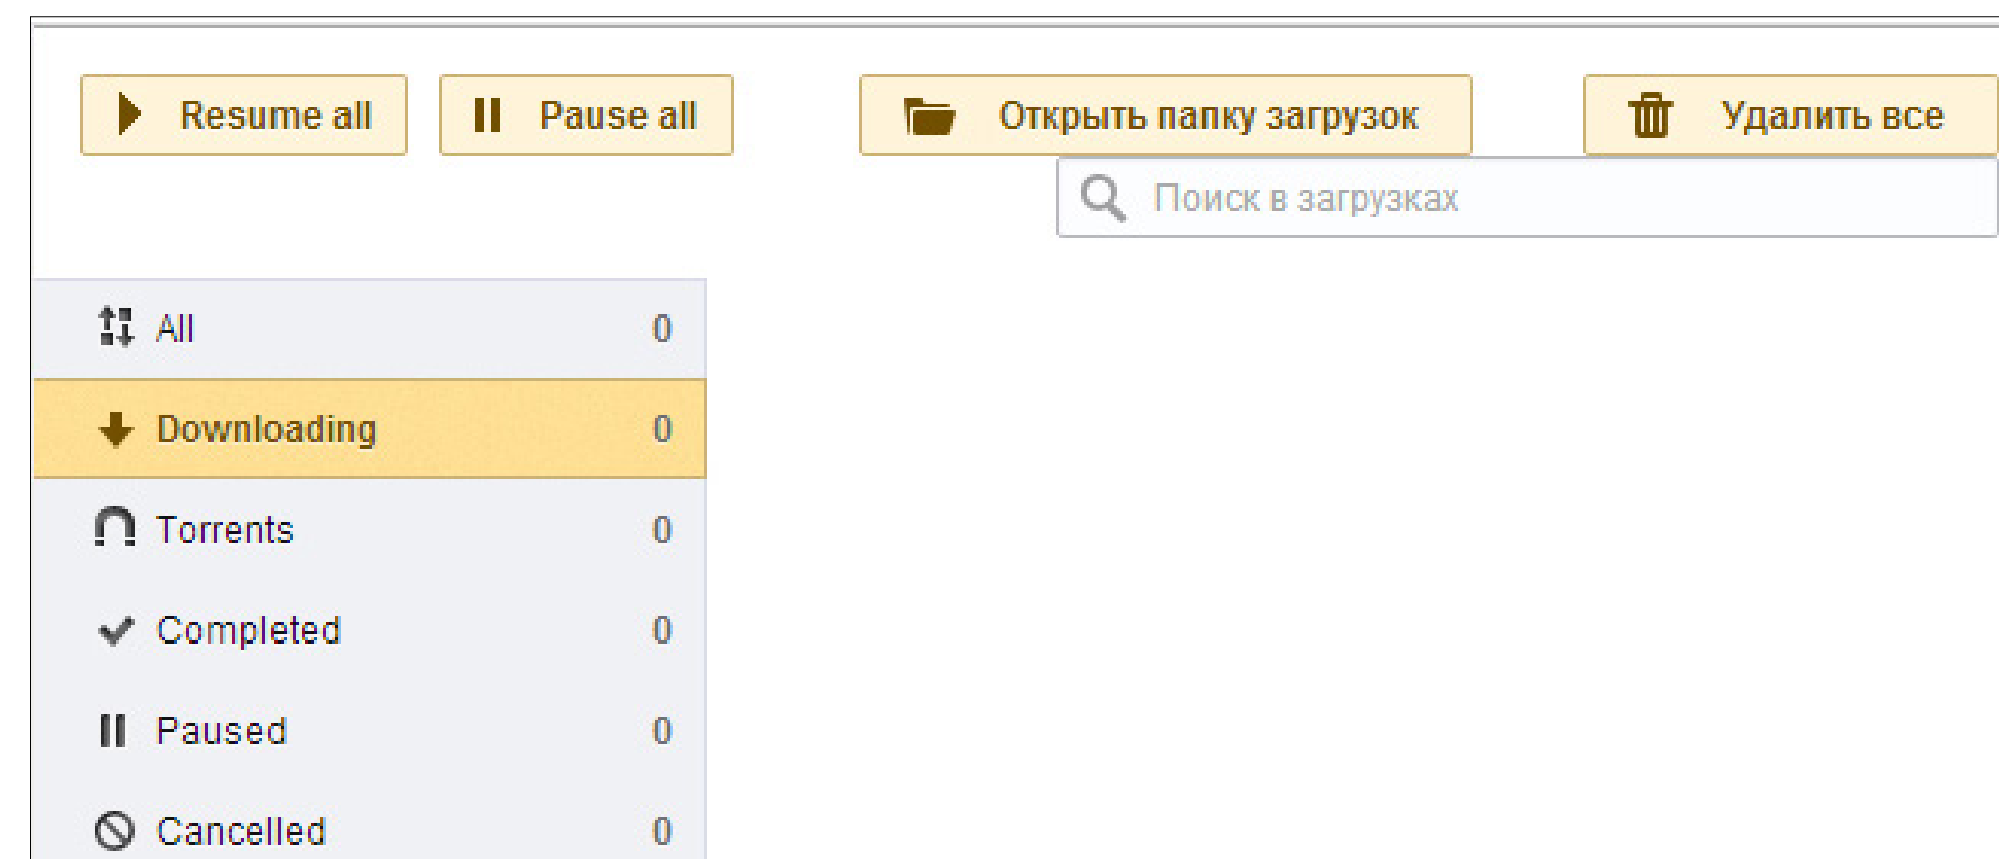 Resume all Pause all Открыть папку загрузок Удалить все
Поиск в загрузках
All 0
Downloading 0
Torrents 0
Completed 0
Paused 0
Cancelled 0